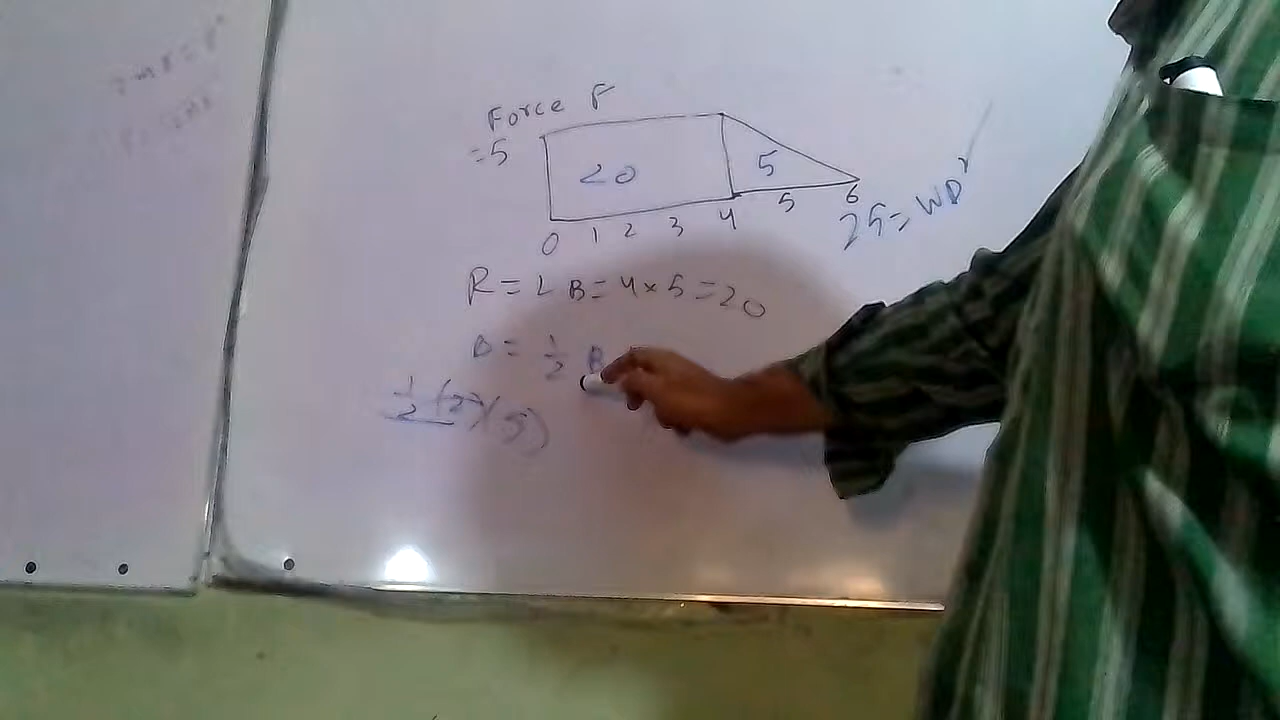 Force F
=5
20
5
0 1 2 3 4 5 6
25=WD
R = L B = 4 × 5 = 20
Δ = 1/2 B
1/2 (2)(5)